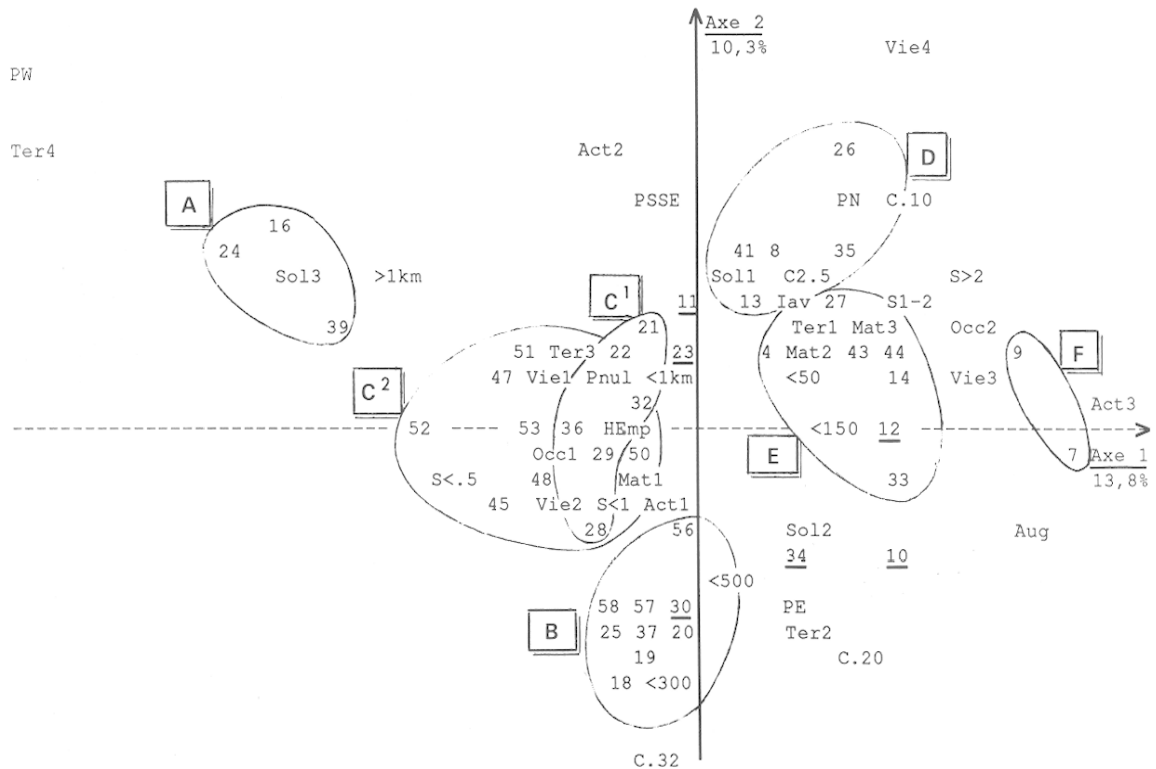 Axe 2
10,3% Vie4
PW
Ter4 Act2 26 D
A PSSE PN C.10
16
24 41 8 35
Sol3 >1km Sol1 C2.5 S>2
C1 11 13 Iav 27 S1-2
39 21 Ter1 Mat3 Occ2
51 Ter3 22 23 4 Mat2 43 44 9 F
C2 47 Vie1 Pnul <1km <50 14 Vie3
32 Act3
52 53 36 HEmp <150 12
Occ1 29 50 E 7 Axe 1
S<.5 48 Mat1 33 13,8%
45 Vie2 S<1 Act1
28 56 Sol2 Aug
34 10
<500
58 57 30 PE
B 25 37 20 Ter2
19 C.20
18 <300
C.32